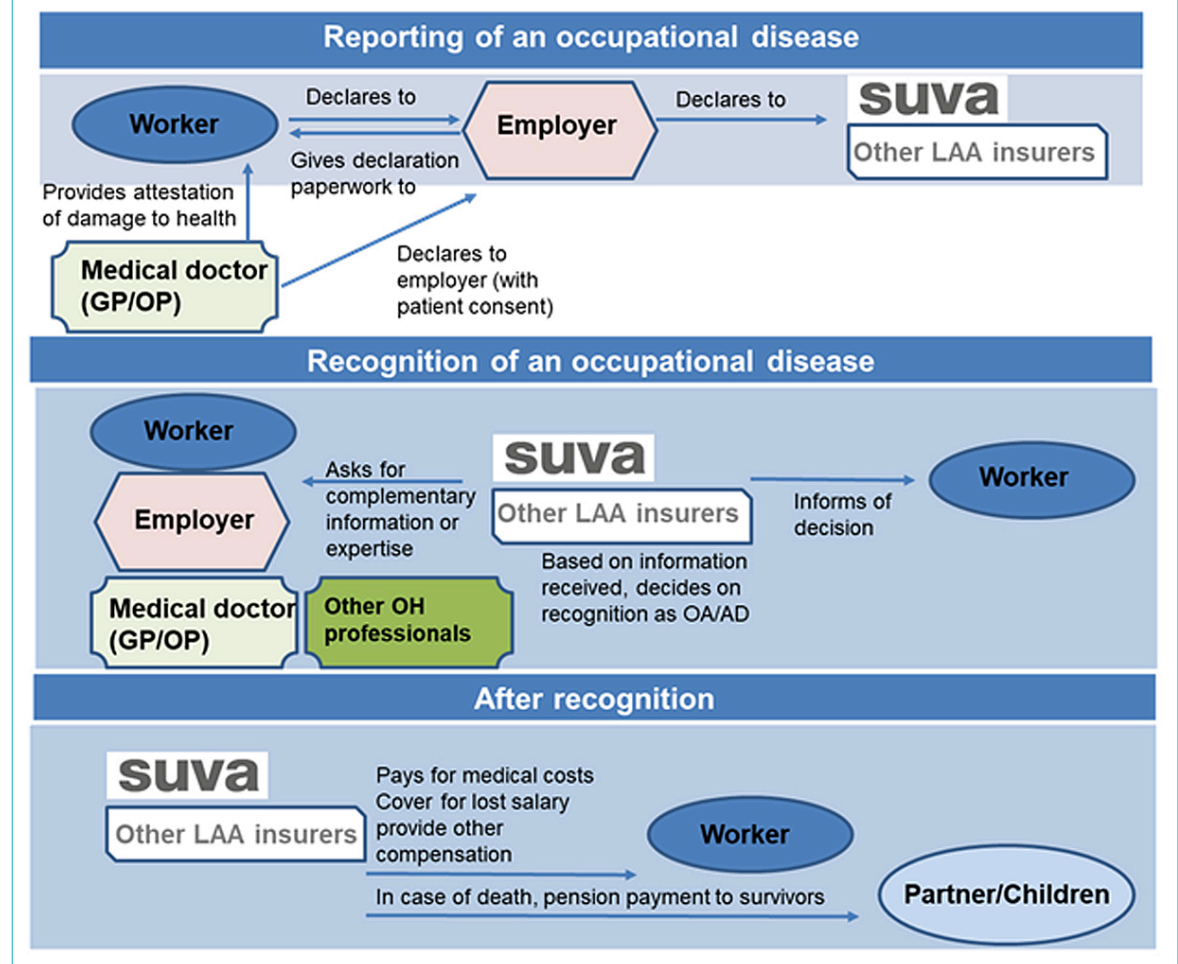 Reporting of an occupational disease
Worker
Declares to
Employer
Declares to
suva
Other LAA insurers
Gives declaration
paperwork to
Provides attestation
of damage to health
Medical doctor
(GP/OP)
Declares to
employer (with
patient consent)
Recognition of an occupational disease
Worker
Employer
Medical doctor
(GP/OP)
Other OH
professionals
Asks for
complementary
information or
expertise
suva
Other LAA insurers
Based on information
received, decides on
recognition as OA/AD
Informs of
decision
Worker
After recognition
suva
Other LAA insurers
Pays for medical costs
Cover for lost salary
provide other
compensation
Worker
In case of death, pension payment to survivors
Partner/Children